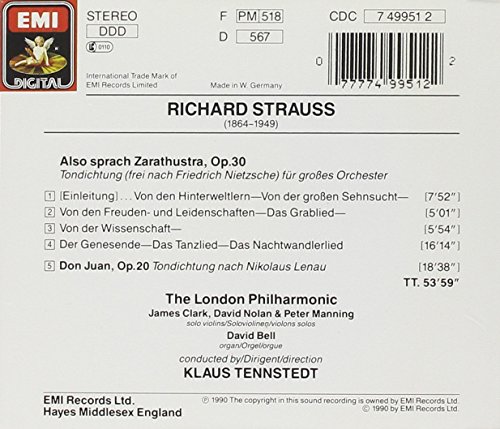 EMI
DIGITAL
STEREO
DDD
0110
International Trade Mark of
EMI Records Limited
F PM 518
D 567
Made in W. Germany
CDC 7 49951 2
0 2
77774 99512
RICHARD STRAUSS
(1864–1949)
Also sprach Zarathustra, Op.30
Tondichtung (frei nach Friedrich Nietzsche) für großes Orchester
1 [Einleitung]...Von den Hinterweltlern—Von der großen Sehnsucht— [7'52"]
2 Von den Freuden- und Leidenschaften—Das Grablied— [5'01"]
3 Von der Wissenschaft— [5'54"]
4 Der Genesende—Das Tanzlied—Das Nachtwandlerlied [16'14"]
5 Don Juan, Op.20 Tondichtung nach Nikolaus Lenau [18'38"]
TT. 53'59"
The London Philharmonic
James Clark, David Nolan & Peter Manning
solo violins/Soloviolinen/violons solos
David Bell
organ/Orgel/orgue
conducted by/Dirigent/direction
KLAUS TENNSTEDT
EMI Records Ltd.
Hayes Middlesex England
Ⓟ 1990 The copyright in this sound recording is owned by EMI Records Ltd.
© 1990 by EMI Records Ltd.